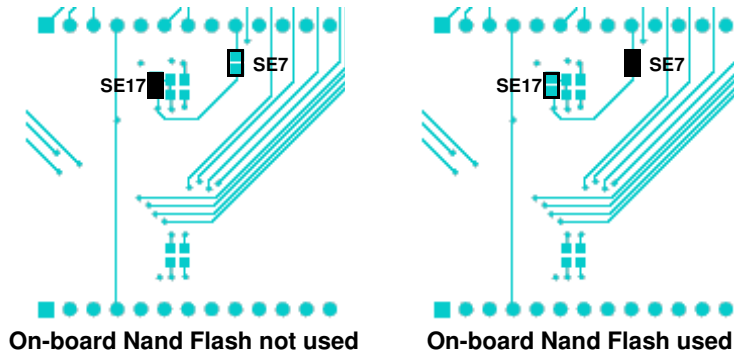 SE7
SE17
SE7
SE17
On-board Nand Flash not used
On-board Nand Flash used